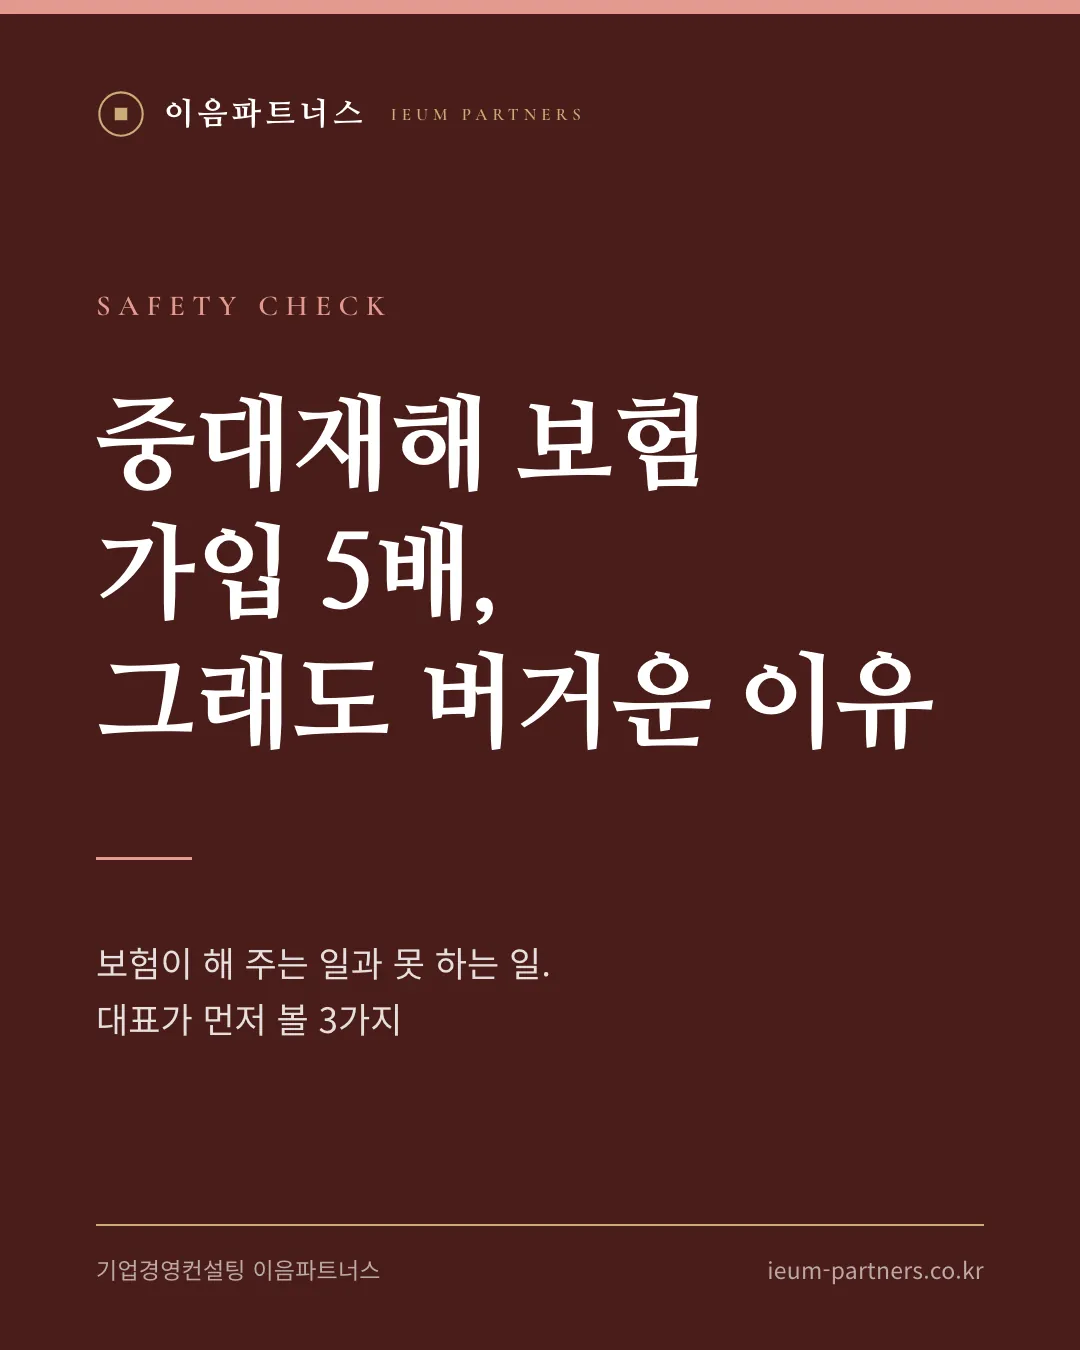 이음파트너스 IEUM PARTNERS
SAFETY CHECK
중대재해 보험
가입 5배,
그래도 버거운 이유
보험이 해 주는 일과 못 하는 일.
대표가 먼저 볼 3가지
기업경영컨설팅 이음파트너스 ieum-partners.co.kr